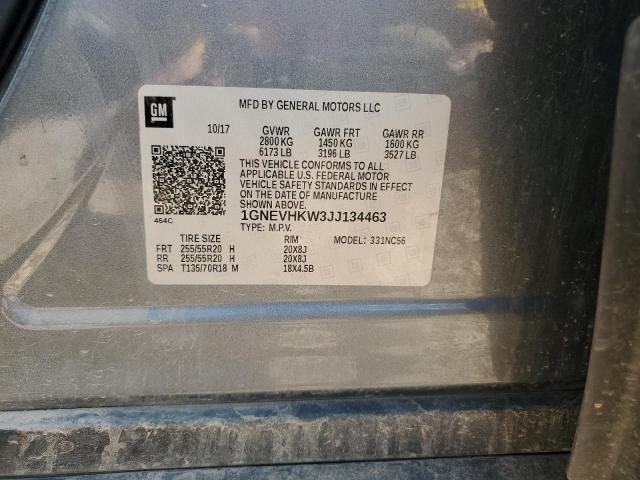 GM
MFD BY GENERAL MOTORS LLC
10/17 GVWR GAWR FRT GAWR RR
2800 KG 1450 KG 1600 KG
6173 LB 3196 LB 3527 LB
THIS VEHICLE CONFORMS TO ALL
APPLICABLE U.S. FEDERAL MOTOR
VEHICLE SAFETY STANDARDS IN EFFECT
ON THE DATE OF MANUFACTURE
SHOWN ABOVE.
464C
1GNEVHKW3JJ134463
TYPE: M.P.V.
TIRE SIZE RIM MODEL: 331NC56
FRT 255/55R20 H 20X8J
RR 255/55R20 H 20X8J
SPA T135/70R18 M 18X4.5B